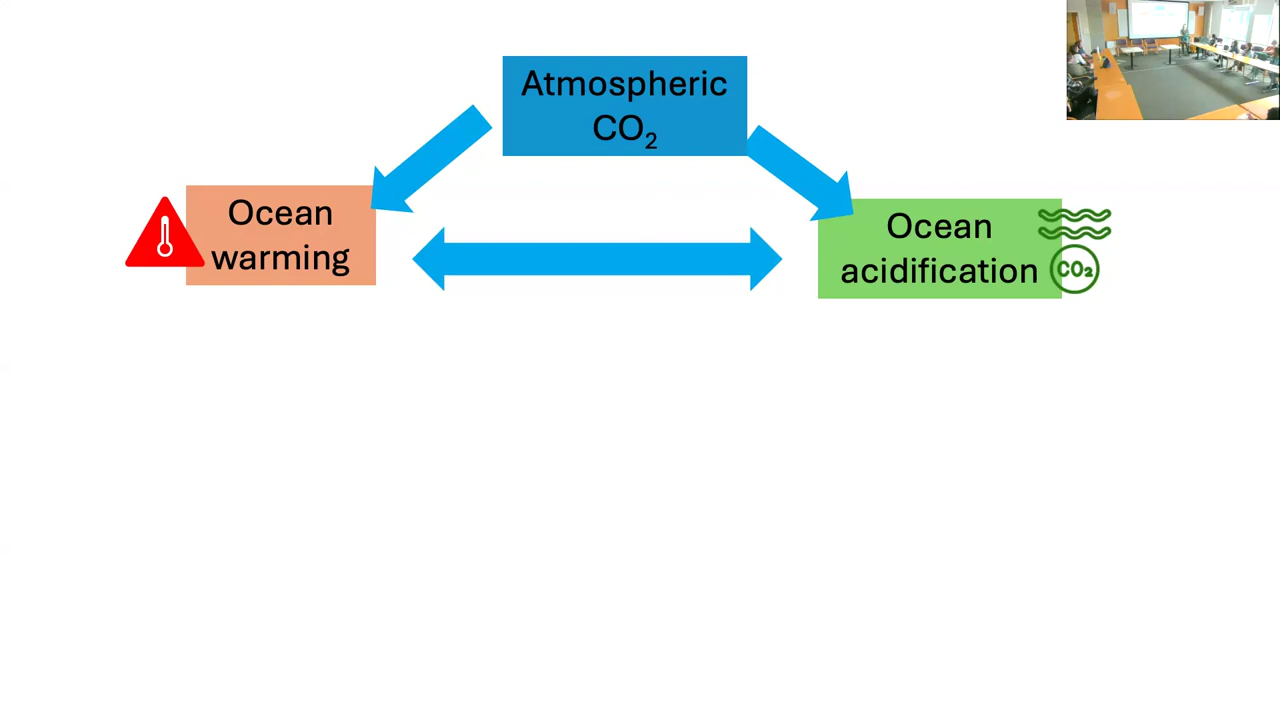 Atmospheric
CO₂
Ocean
warming
Ocean
acidification
CO₂